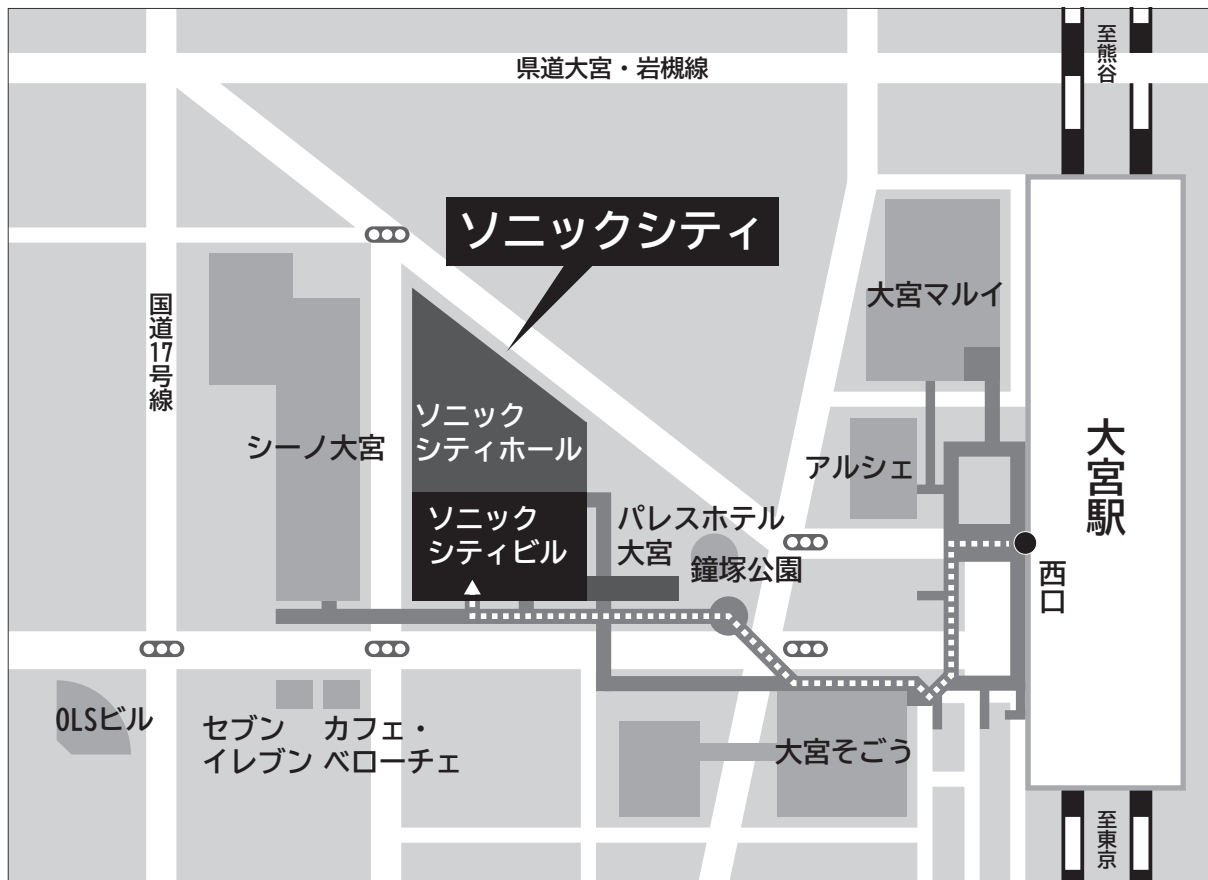 県道大宮・岩槻線
至熊谷
ソニックシティ
国道17号線
大宮マルイ
シーノ大宮
ソニック
シティホール
アルシェ
大宮駅
ソニック
シティビル
パレスホテル
大宮
鐘塚公園
西口
OLSビル
セブン
イレブン
カフェ・
ベローチェ
大宮そごう
至東京